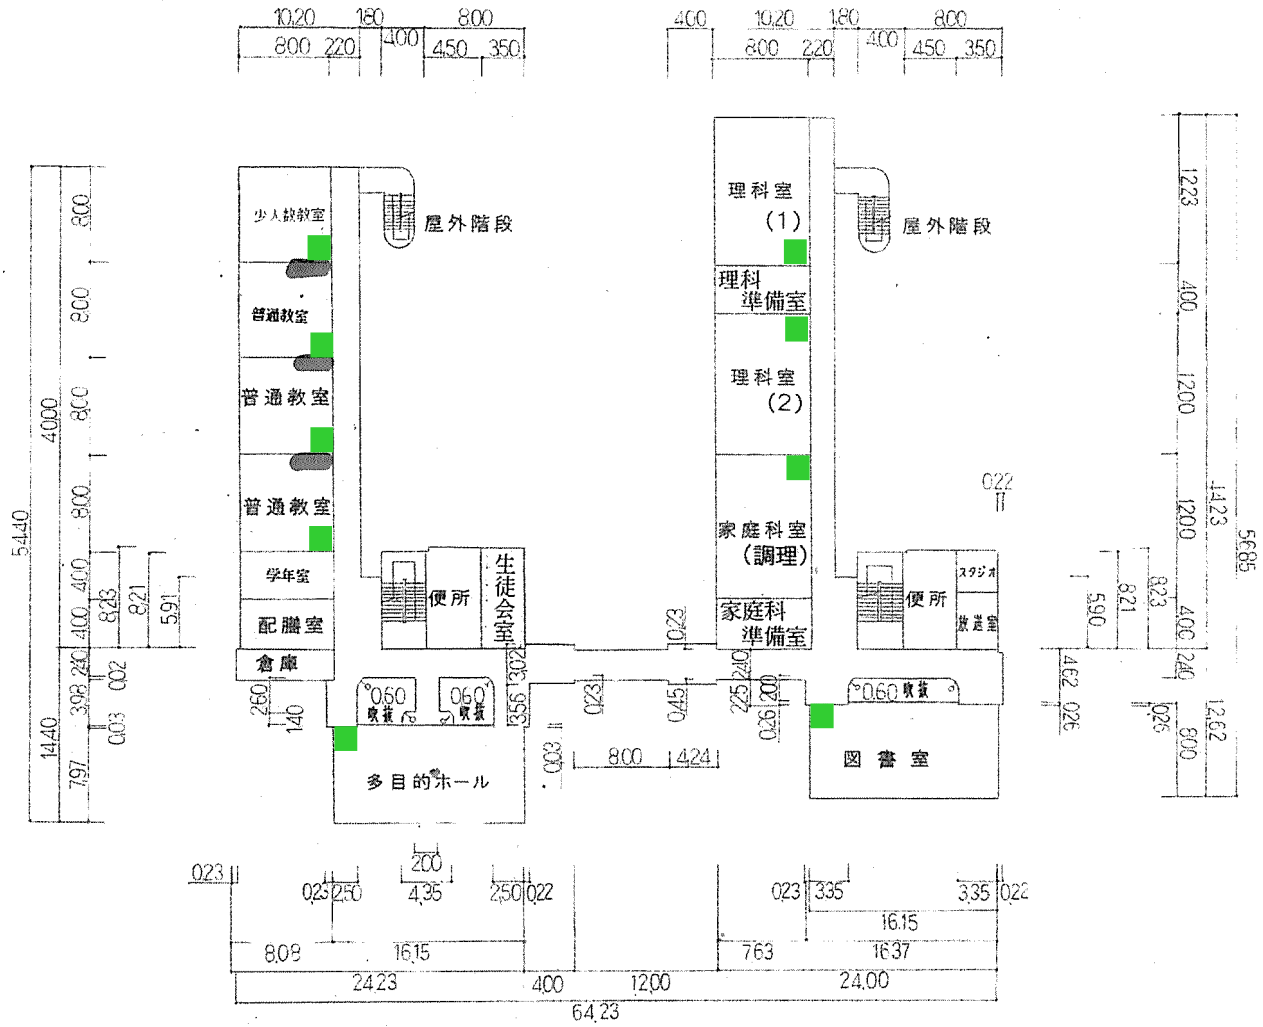 10,20 1.80 8.00
8.00 2.20 4.00 4.50 3.50
4.00 10,20 1,80 8.00
8.00 2,20 4.00 4.50 3.50
少人数教室
普通教室
普通教室
普通教室
学年室
配膳室
倉庫
屋外階段
便所
生徒会室
0.60
吹抜
0.60
吹抜
多目的ホール
理科室
(1)
理科
準備室
理科室
(2)
家庭科室
(調理)
家庭科
準備室
屋外階段
便所
スタジオ
放送室
0.60 吹抜
図書室
54.40
40.00
14.40
8.00
8.00
8.00
8.00
4.00
4.00
2.40
3.98
7.97
8.23
8.21
5.91
0.02
0.03
2.60
1.40
3.02
3.56
0.03
0.23
0.23
0.45
2.40
2.25
2.00
0.26
8.00 4.24
0.22
12.23
4.00
12.00
12.00
4.00
2.40
8.00
44.23
12.62
56.85
5.90
8.21
8.23
4.62
0.26
0.26
2.00
0.23 0.23 2.50 4,35 2,50 0.22
0.23 3.35 3,35 0.22
16.15
8.08 16.15 7.63 16.37
24.23 4.00 12.00 24.00
64,23